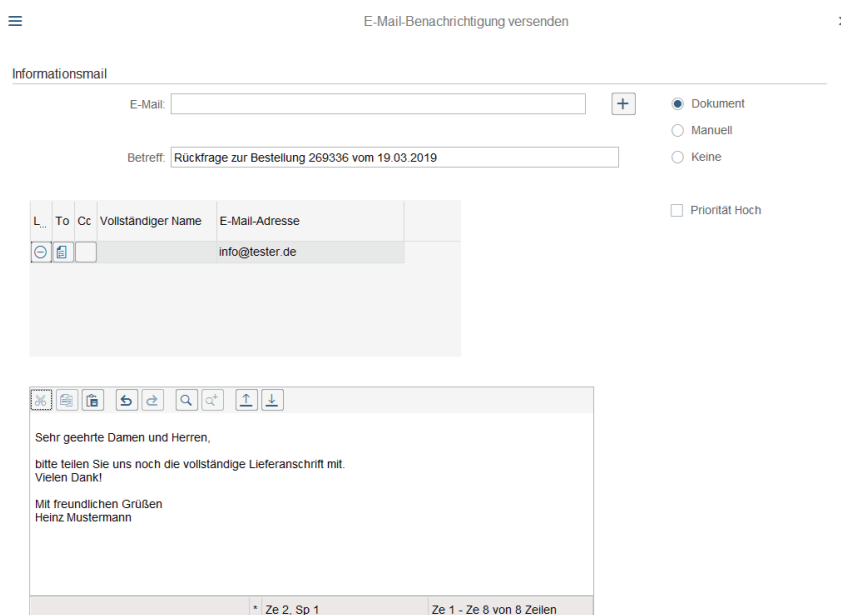 E-Mail-Benachrichtigung versenden
Informationsmail
E-Mail:
Dokument
Manuell
Betreff: Rückfrage zur Bestellung 269336 vom 19.03.2019
Keine
Priorität Hoch
L... To Cc Vollständiger Name E-Mail-Adresse
info@tester.de
Sehr geehrte Damen und Herren,
bitte teilen Sie uns noch die vollständige Lieferanschrift mit.
Vielen Dank!
Mit freundlichen Grüßen
Heinz Mustermann
* Ze 2, Sp 1 Ze 1 - Ze 8 von 8 Zeilen